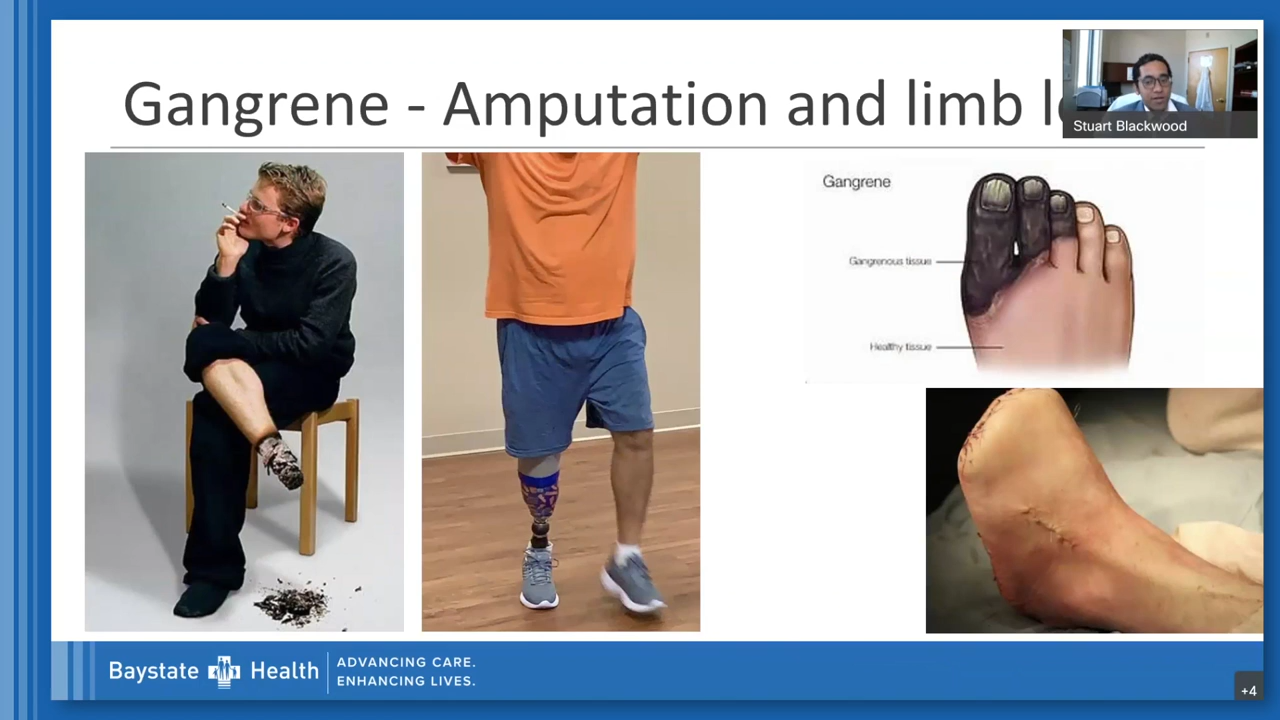 Gangrene - Amputation and limb
Stuart Blackwood
Gangrene
Gangrenous tissue
Healthy tissue
Baystate Health
ADVANCING CARE.
ENHANCING LIVES.
+4